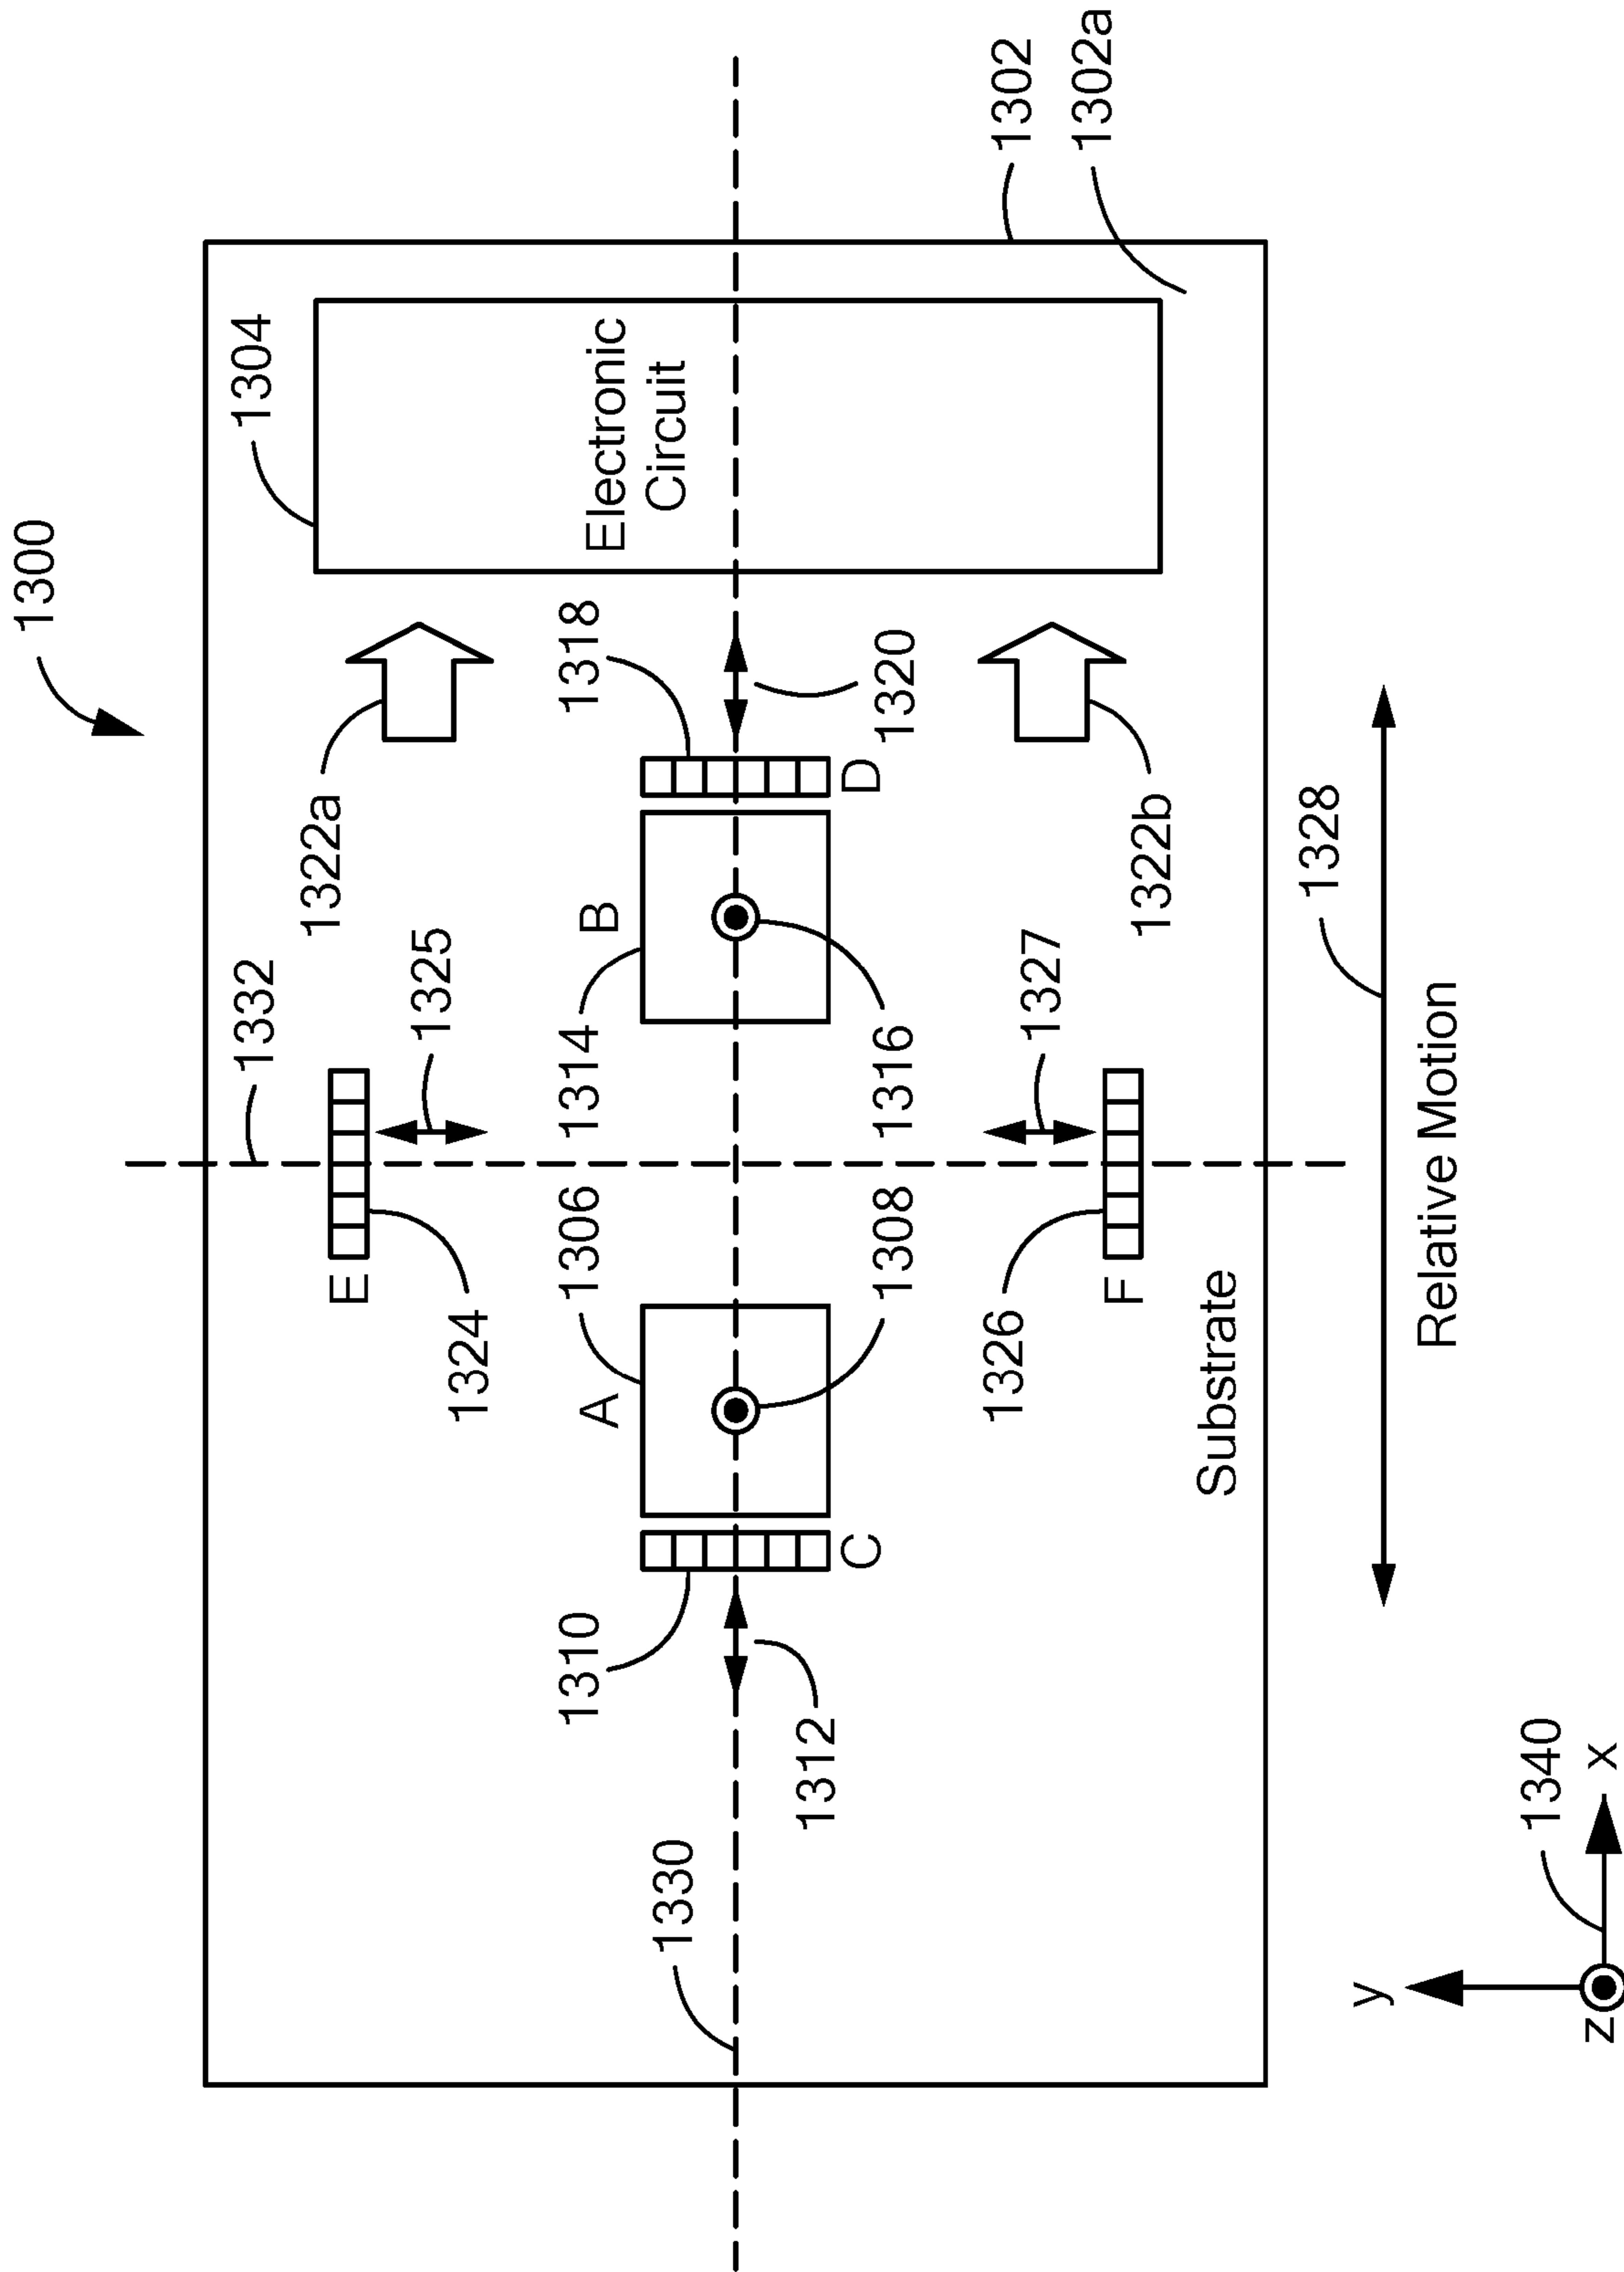 1300
1332
1304
1322a
E
1325
1324
1310
1306
1314
1318
A
B
Electronic
Circuit
1330
1312
C
D
1308
1316
1320
1326
1327
1302
1302a
F
1322b
Substrate
1328
y
Relative Motion
1340
z
x